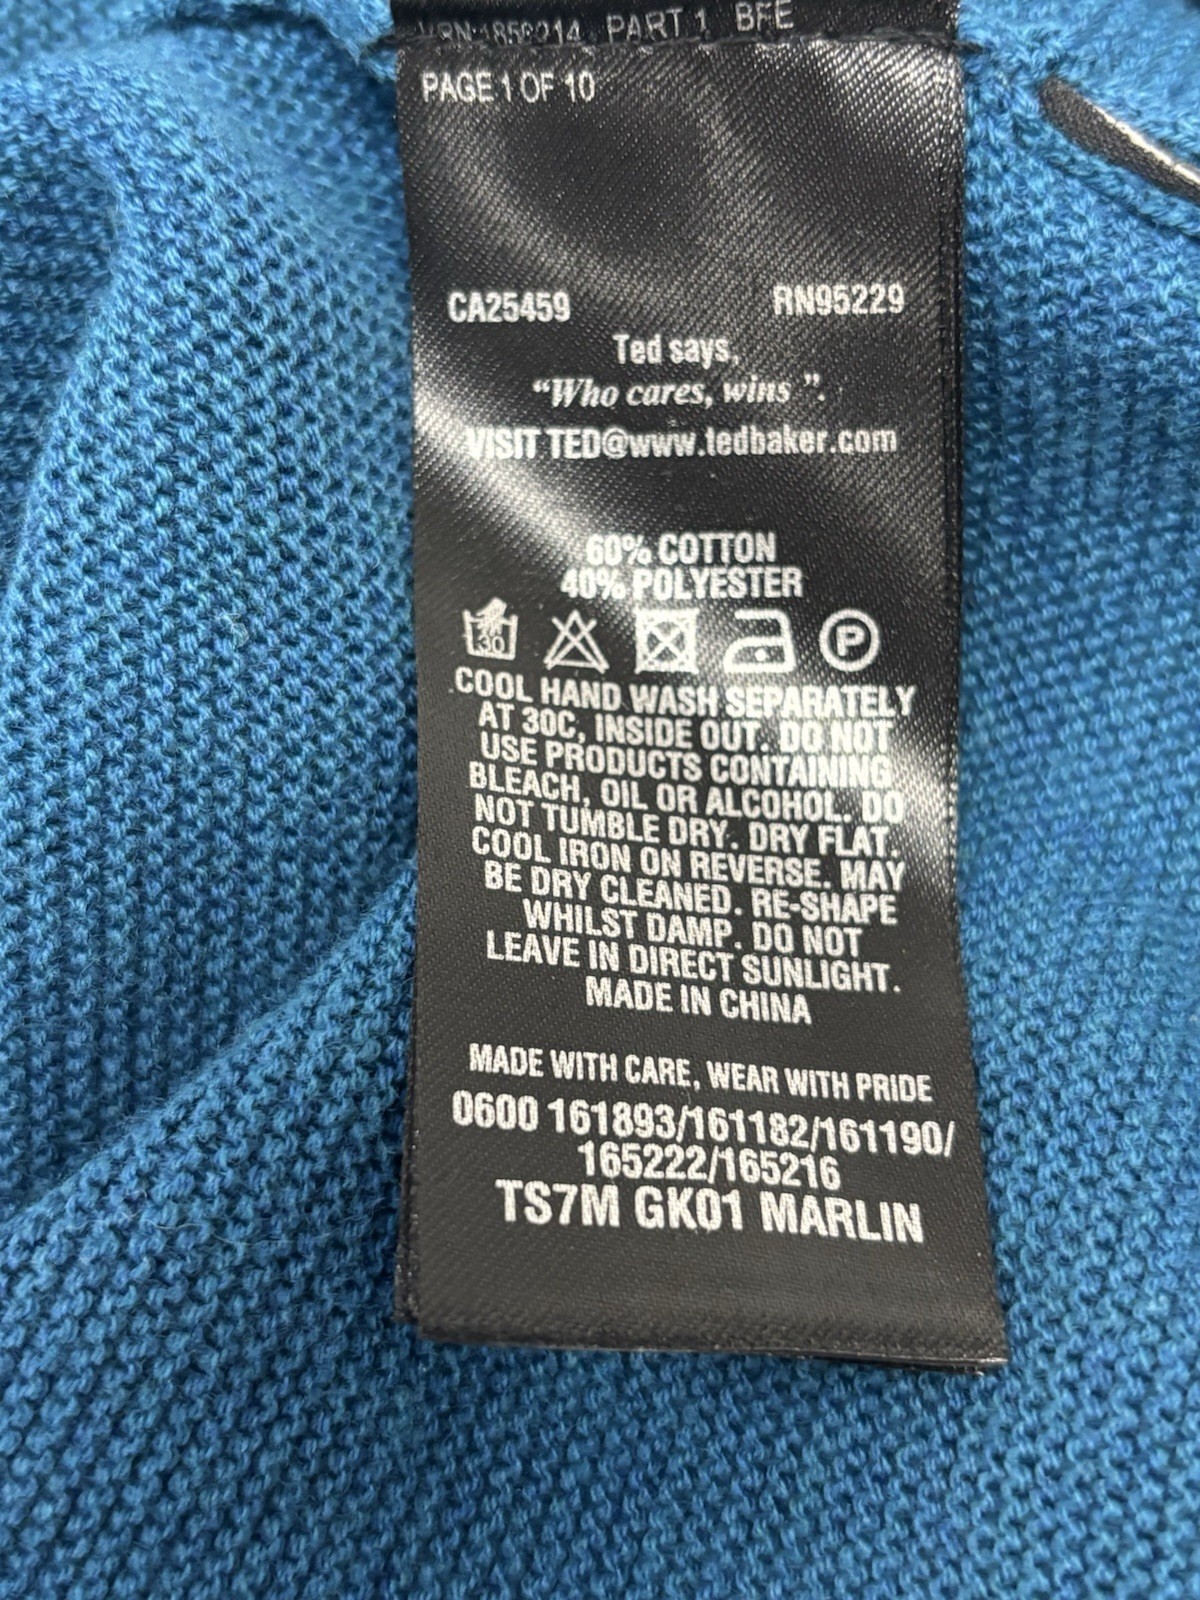 PART 1 BFE
PAGE 1 OF 10
CA25459 RN95229
Ted says,
“Who cares, wins ”.
VISIT TED@www.tedbaker.com
60% COTTON
40% POLYESTER
30 P
COOL HAND WASH SEPARATELY
AT 30C, INSIDE OUT. DO NOT
USE PRODUCTS CONTAINING
BLEACH, OIL OR ALCOHOL. DO
NOT TUMBLE DRY. DRY FLAT.
COOL IRON ON REVERSE. MAY
BE DRY CLEANED. RE-SHAPE
WHILST DAMP. DO NOT
LEAVE IN DIRECT SUNLIGHT.
MADE IN CHINA
MADE WITH CARE, WEAR WITH PRIDE
0600 161893/161182/161190/
165222/165216
TS7M GK01 MARLIN